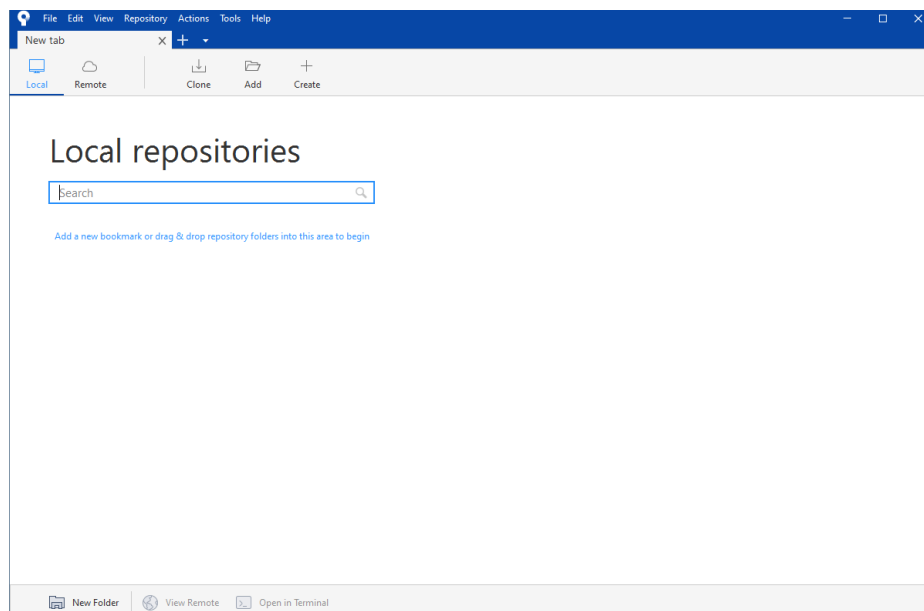 File Edit View Repository Actions Tools Help
New tab
Local Remote Clone Add Create
Local repositories
Search
Add a new bookmark or drag & drop repository folders into this area to begin
New Folder View Remote Open in Terminal